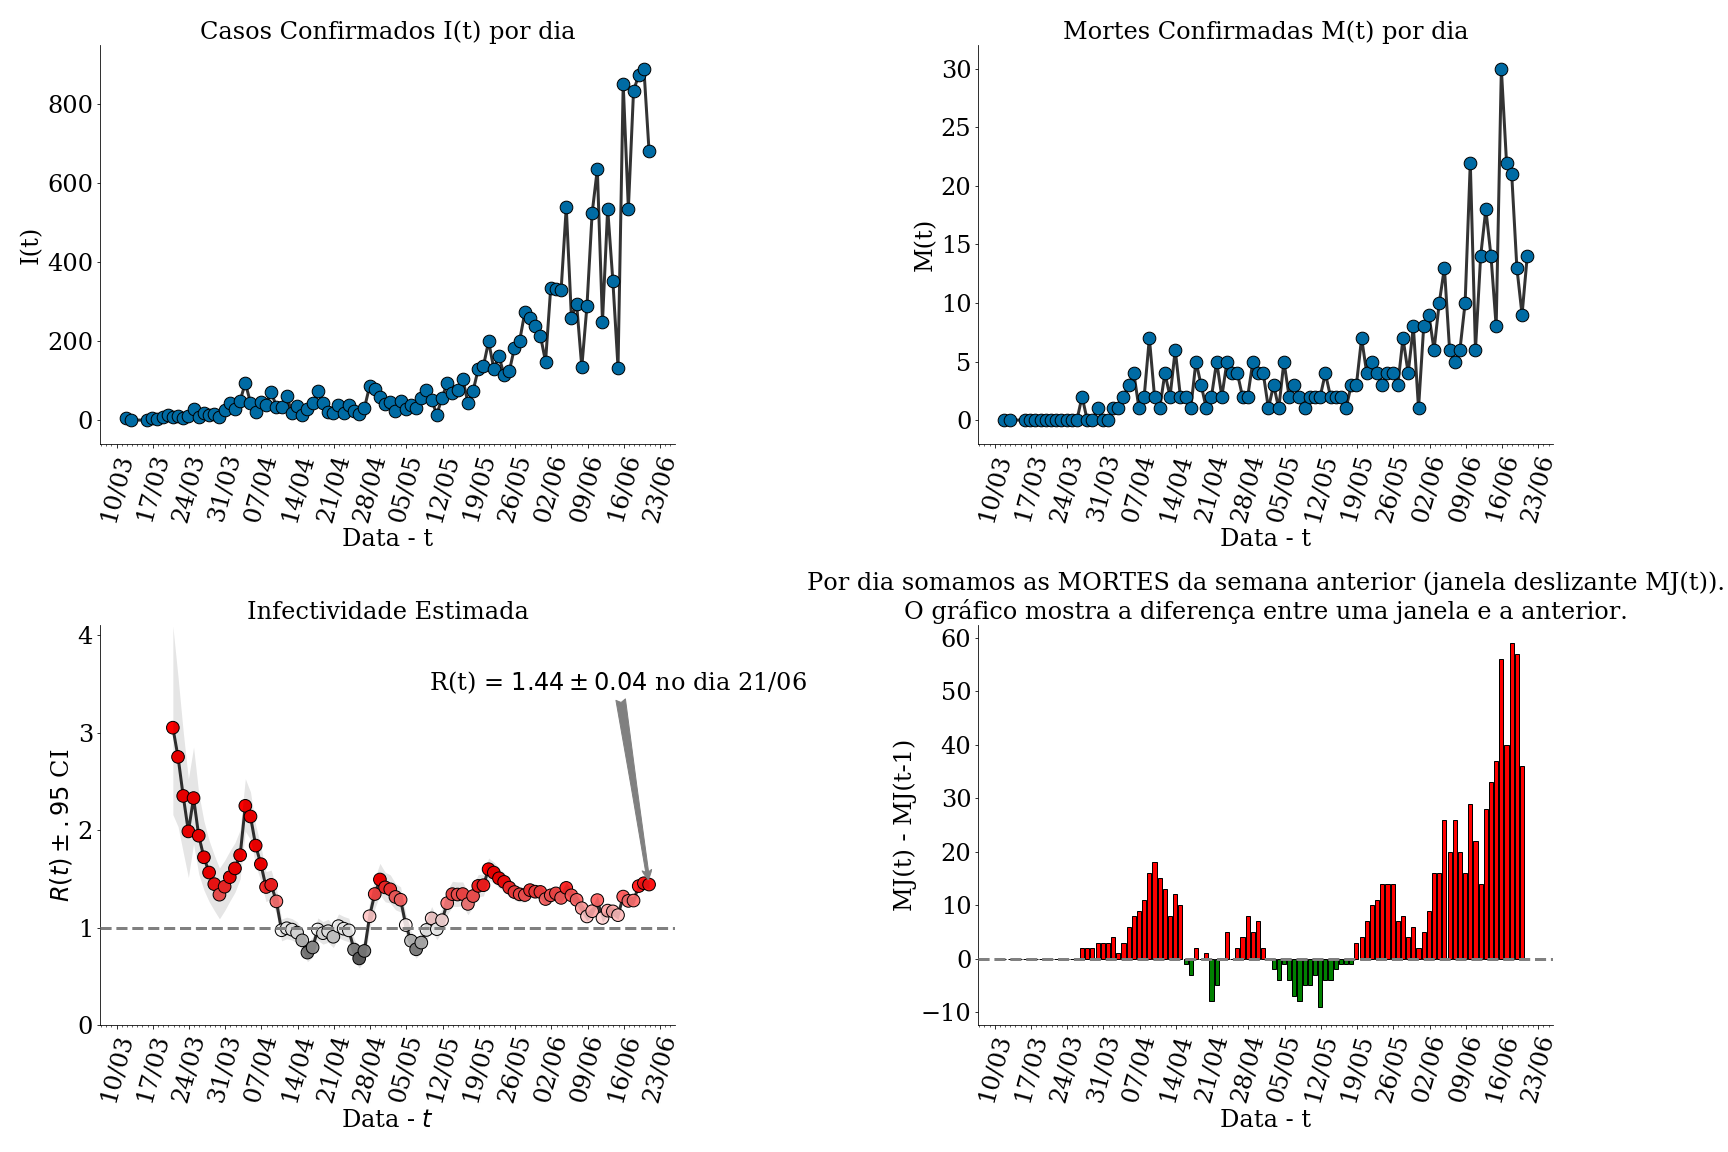 Casos Confirmados I(t) por dia
I(t)
800
600
400
200
0
10/03 17/03 24/03 31/03 07/04 14/04 21/04 28/04 05/05 12/05 19/05 26/05 02/06 09/06 16/06 23/06
Data - t
Mortes Confirmadas M(t) por dia
M(t)
30
25
20
15
10
5
0
10/03 17/03 24/03 31/03 07/04 14/04 21/04 28/04 05/05 12/05 19/05 26/05 02/06 09/06 16/06 23/06
Data - t
Infectividade Estimada
R(t) ± .95 CI
4
3
2
1
0
R(t) = 1.44 ± 0.04 no dia 21/06
10/03 17/03 24/03 31/03 07/04 14/04 21/04 28/04 05/05 12/05 19/05 26/05 02/06 09/06 16/06 23/06
Data - t
Por dia somamos as MORTES da semana anterior (janela deslizante MJ(t)).
O gráfico mostra a diferença entre uma janela e a anterior.
MJ(t) - MJ(t-1)
60
50
40
30
20
10
0
−10
10/03 17/03 24/03 31/03 07/04 14/04 21/04 28/04 05/05 12/05 19/05 26/05 02/06 09/06 16/06 23/06
Data - t